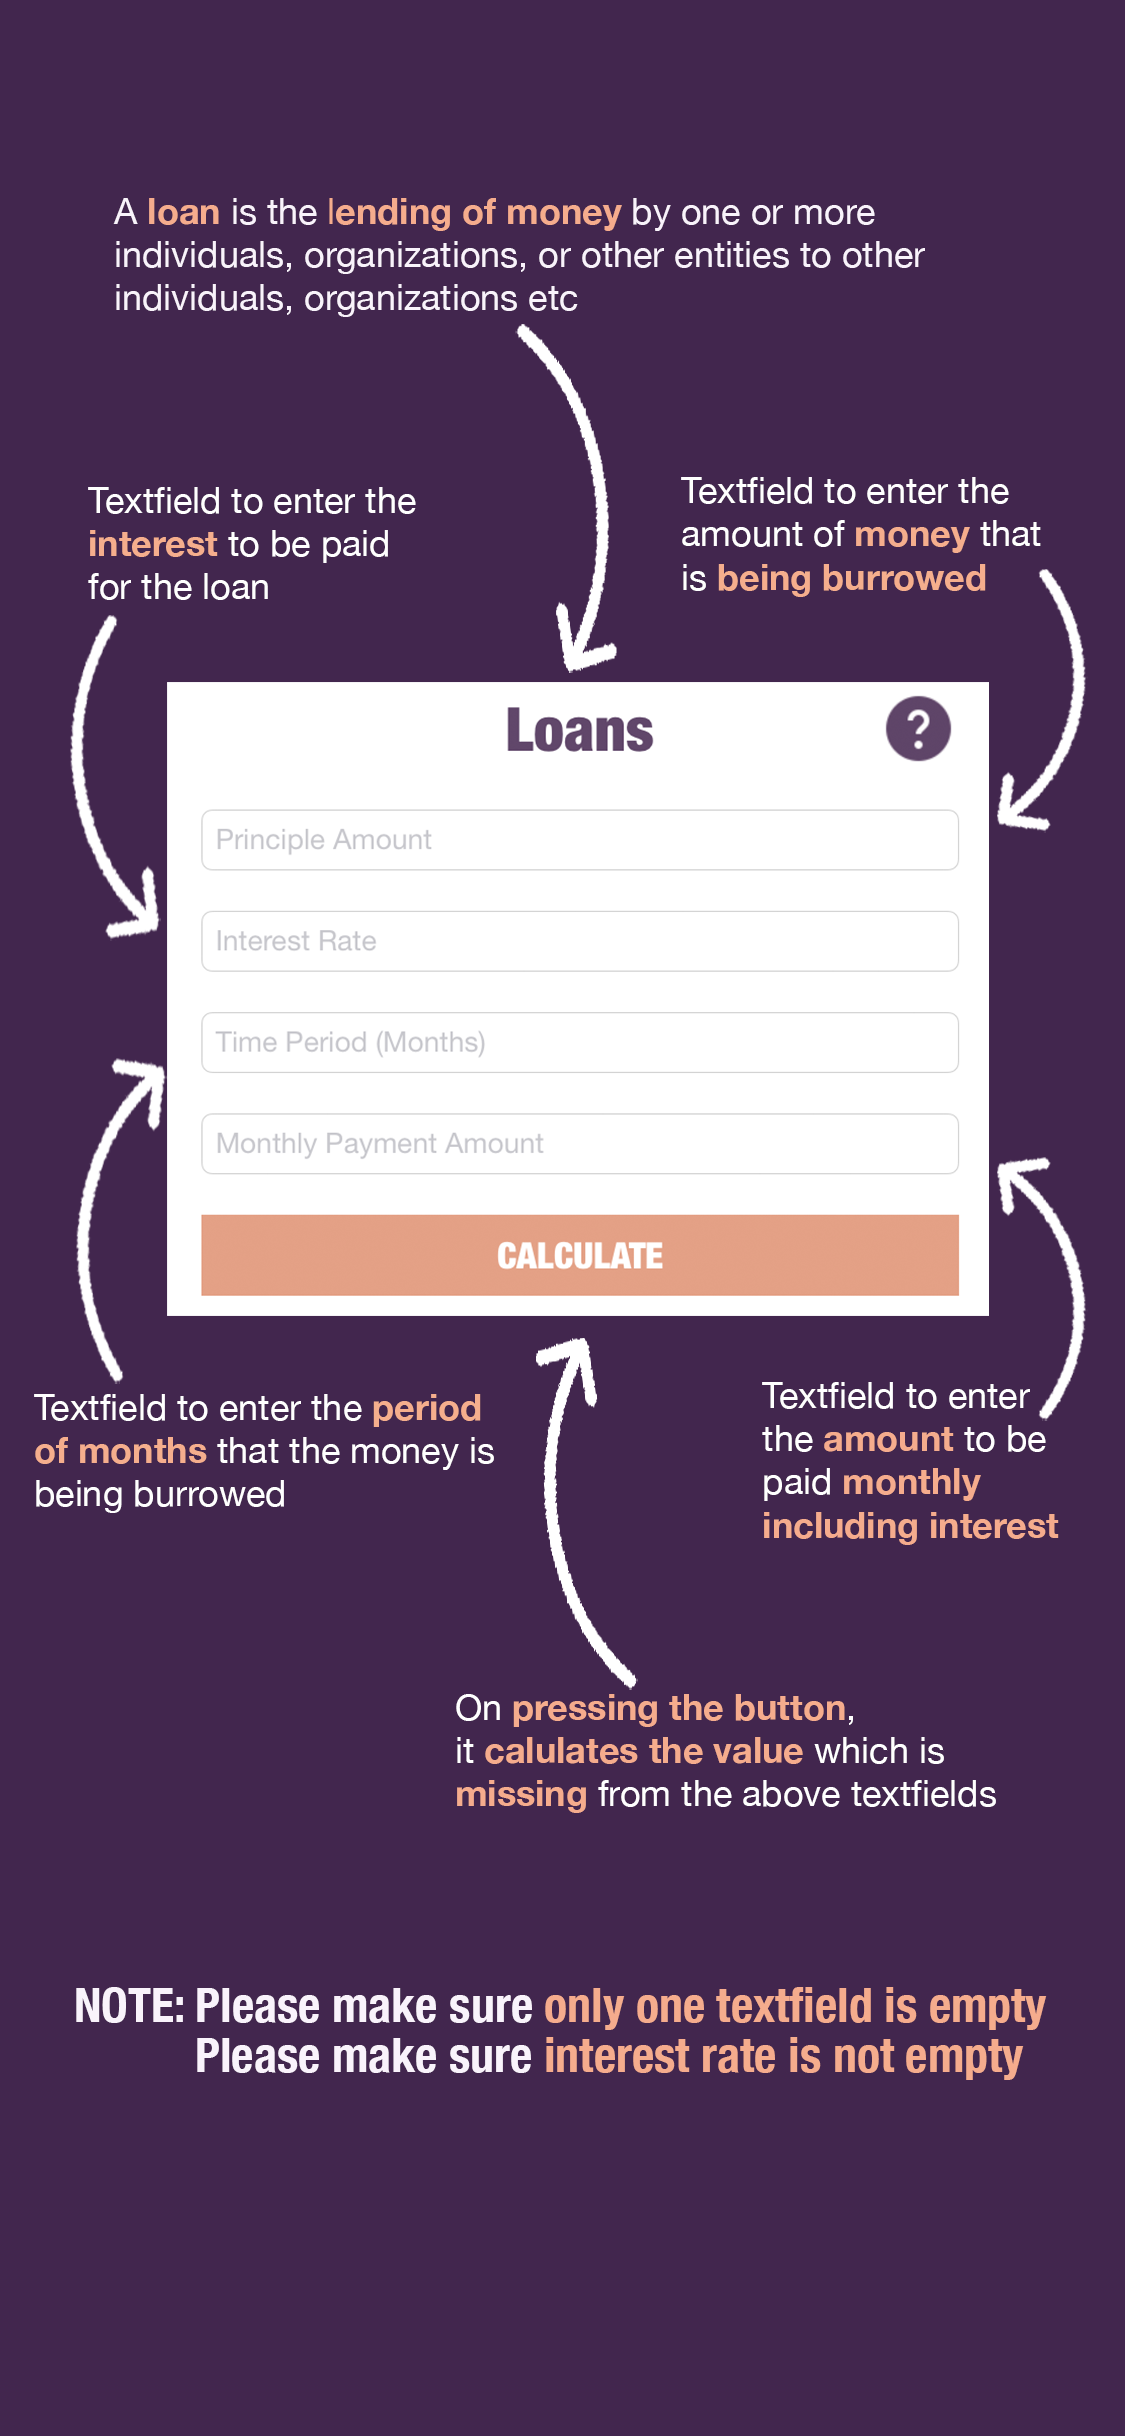 A loan is the lending of money by one or more
individuals, organizations, or other entities to other
individuals, organizations etc
Textfield to enter the
interest to be paid
for the loan
Textfield to enter the
amount of money that
is being burrowed
Loans
?
Principle Amount
Interest Rate
Time Period (Months)
Monthly Payment Amount
CALCULATE
Textfield to enter the period
of months that the money is
being burrowed
Textfield to enter
the amount to be
paid monthly
including interest
On pressing the button,
it calulates the value which is
missing from the above textfields
NOTE: Please make sure only one textfield is empty
Please make sure interest rate is not empty